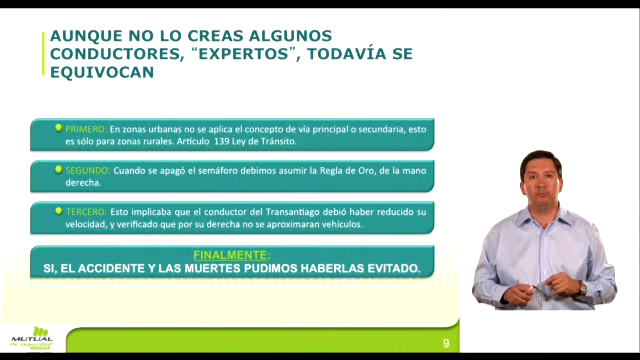 AUNQUE NO LO CREAS ALGUNOS
CONDUCTORES, “EXPERTOS”, TODAVÍA SE
EQUIVOCAN
PRIMERO: En zonas urbanas no se aplica el concepto de vía principal o secundaria, esto
es sólo para zonas rurales. Artículo 139 Ley de Tránsito.
SEGUNDO: Cuando se apagó el semáforo debimos asumir la Regla de Oro, de la mano
derecha.
TERCERO: Esto implicaba que el conductor del Transantiago debió haber reducido su
velocidad, y verificado que por su derecha no se aproximaran vehículos.
FINALMENTE:
SI, EL ACCIDENTE Y LAS MUERTES PUDIMOS HABERLAS EVITADO.
MUTUAL
de seguridad
9